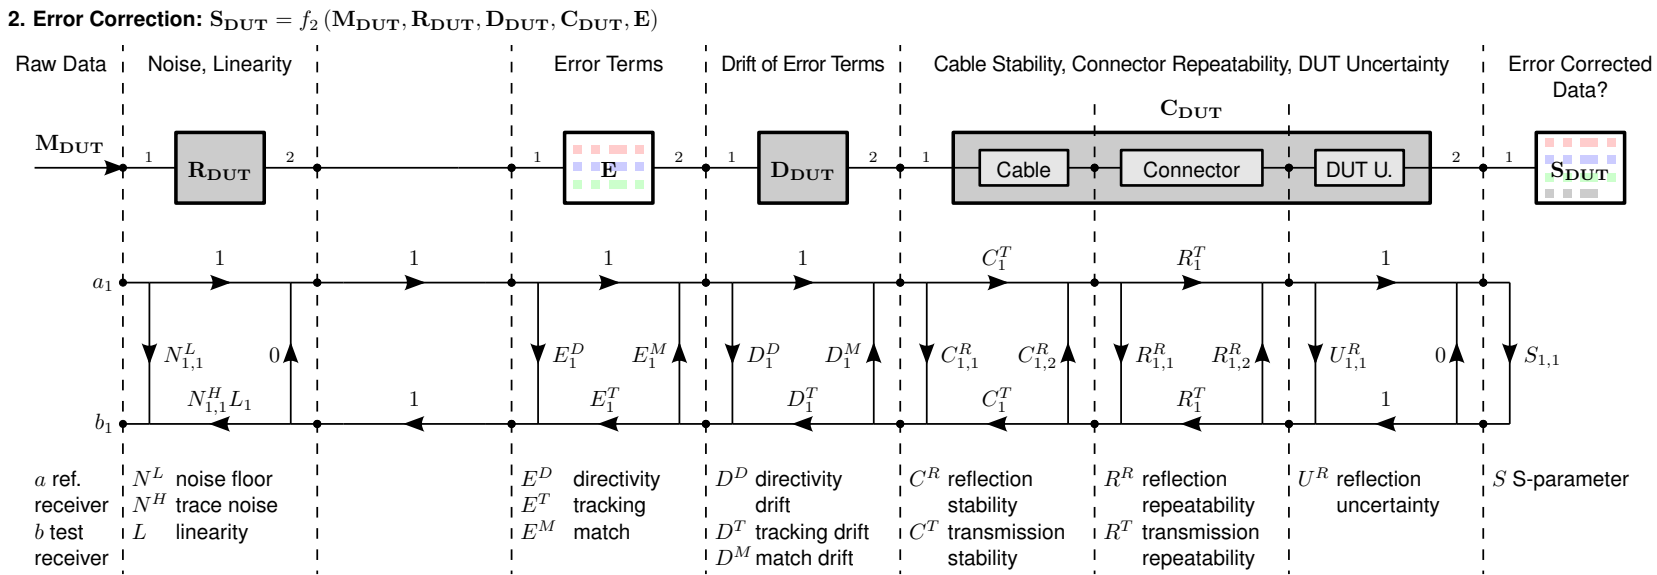 2. Error Correction: S_DUT = f_2 (M_DUT, R_DUT, D_DUT, C_DUT, E)
Raw Data Noise, Linearity Error Terms Drift of Error Terms Cable Stability, Connector Repeatability, DUT Uncertainty Error Corrected
Data?
C_DUT
M_DUT 1 R_DUT 2 1 E 2 1 D_DUT 2 1 Cable Connector DUT U. 2 1 S_DUT
1 1 1 1 C_1^T R_1^T 1
a_1
N_{1,1}^L 0 E_1^D E_1^M D_1^D D_1^M C_{1,1}^R C_{1,2}^R R_{1,1}^R R_{1,2}^R U_{1,1}^R 0 S_{1,1}
N_{1,1}^H L_1 1 E_1^T D_1^T C_1^T R_1^T 1
b_1
a ref. N^L noise floor E^D directivity D^D directivity C^R reflection R^R reflection U^R reflection S S-parameter
receiver N^H trace noise E^T tracking drift stability repeatability uncertainty
b test L linearity E^M match D^T tracking drift C^T transmission R^T transmission
receiver D^M match drift stability repeatability